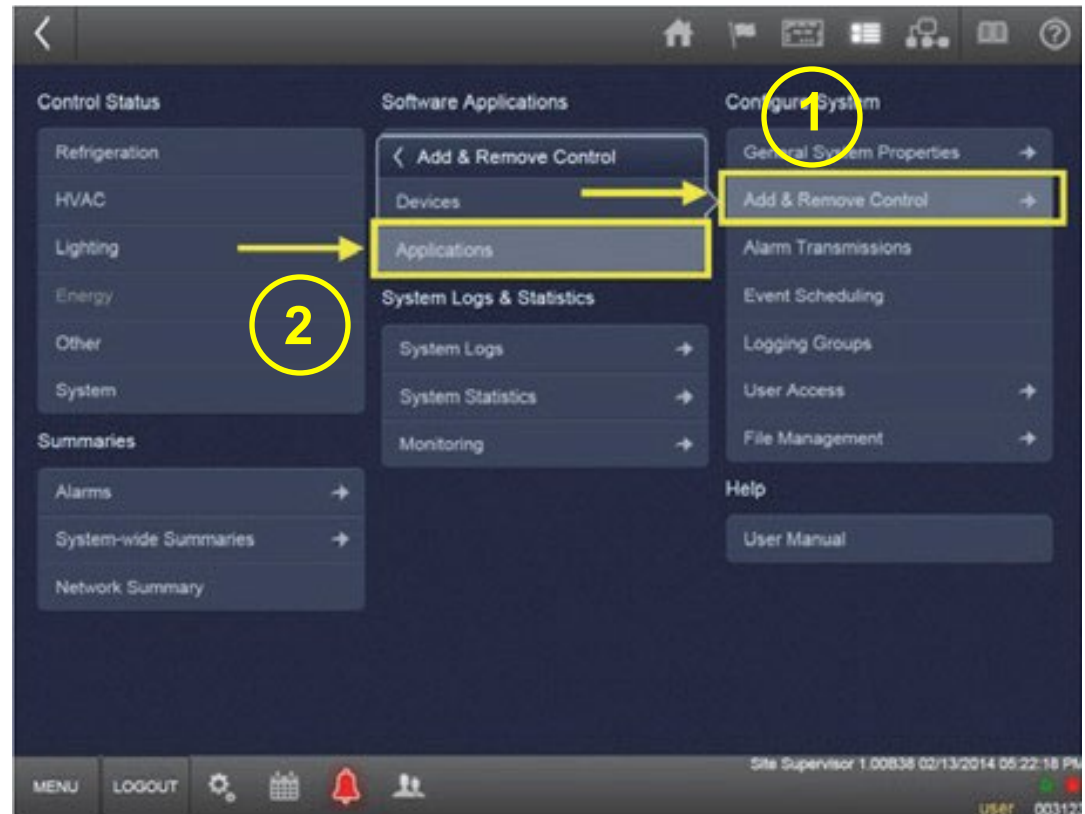 Control Status
Refrigeration
HVAC
Lighting
Energy
Other
System
Summaries
Alarms
System-wide Summaries
Network Summary
Software Applications
Add & Remove Control
Devices
Applications
2
System Logs & Statistics
System Logs
System Statistics
Monitoring
Configure System
1
General System Properties
Add & Remove Control
Alarm Transmissions
Event Scheduling
Logging Groups
User Access
File Management
Help
User Manual
MENU LOGOUT
Site Supervisor 1.00B38 02/13/2014 05:22:18 PM
user 003123